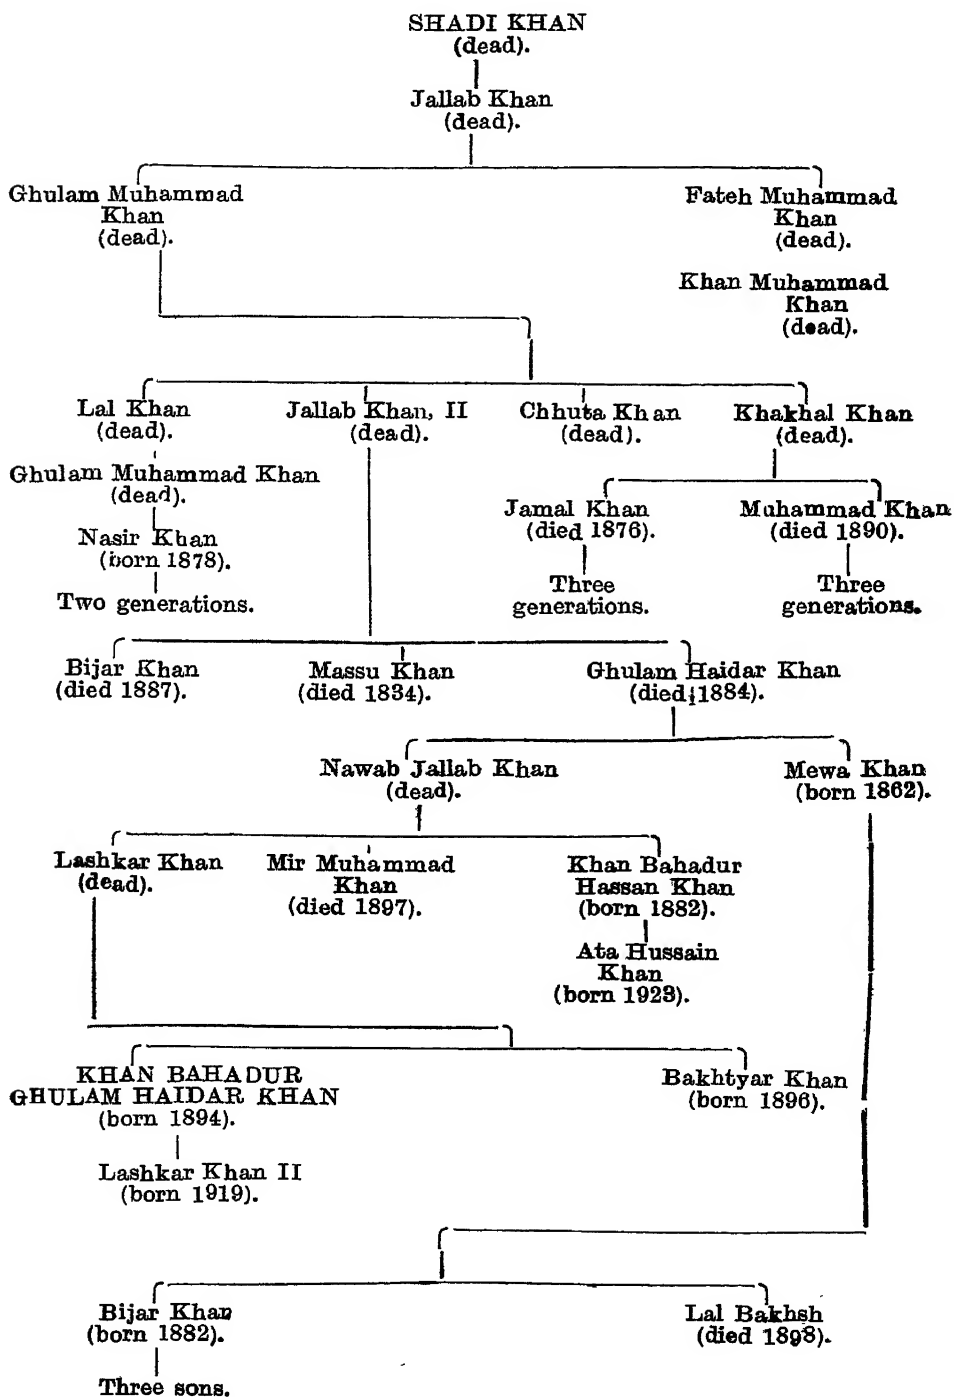 SHADI KHAN
(dead).
Jallab Khan
(dead).
Ghulam Muhammad
Khan
(dead).
Fateh Muhammad
Khan
(dead).
Khan Muhammad
Khan
(dead).
Lal Khan
(dead).
Jallab Khan, II
(dead).
Chhuta Khan
(dead).
Khakhal Khan
(dead).
Ghulam Muhammad Khan
(dead).
Nasir Khan
(born 1878).
Two generations.
Jamal Khan
(died 1876).
Three
generations.
Muhammad Khan
(died 1890).
Three
generations.
Bijar Khan
(died 1887).
Massu Khan
(died 1834).
Ghulam Haidar Khan
(died 1884).
Nawab Jallab Khan
(dead).
Mewa Khan
(born 1862).
Lashkar Khan
(dead).
Mir Muhammad
Khan
(died 1897).
Khan Bahadur
Hassan Khan
(born 1882).
Ata Hussain
Khan
(born 1923).
KHAN BAHADUR
GHULAM HAIDAR KHAN
(born 1894).
Bakhtyar Khan
(born 1896).
Lashkar Khan II
(born 1919).
Bijar Khan
(born 1882).
Lal Bakhsh
(died 1898).
Three sons.